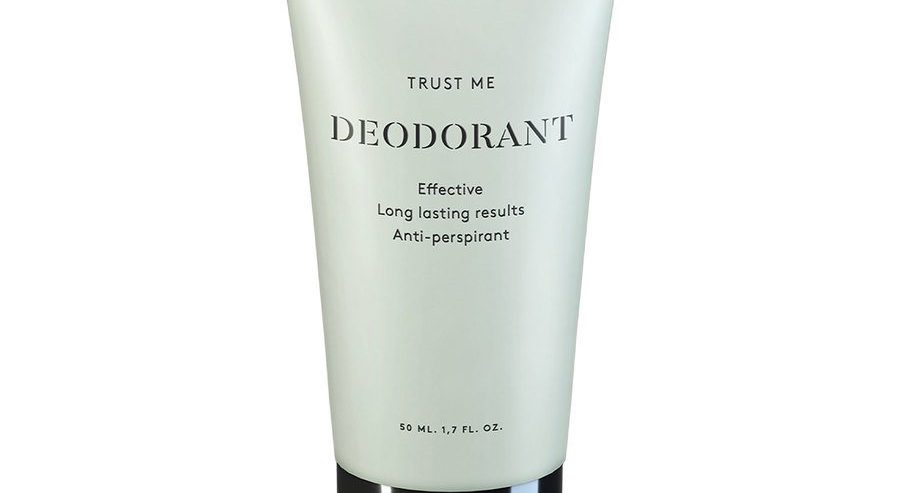 TRUST ME
DEODORANT
Effective
Long lasting results
Anti-perspirant
50 ML. 1,7 FL. OZ.